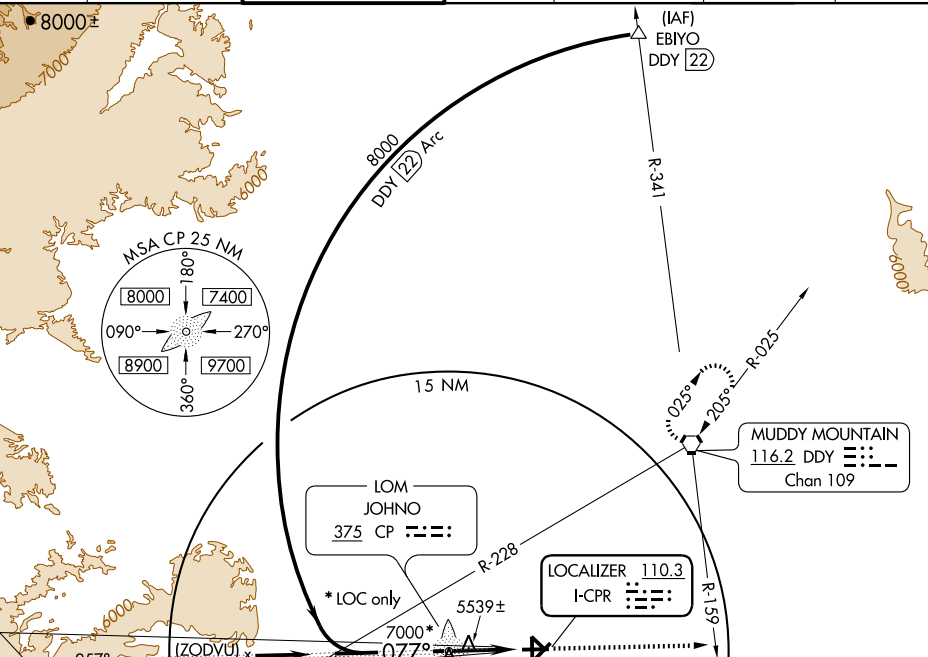 8000±
7000
(IAF)
EBIYO
DDY 22
8000
DDY 22 Arc
R-341
6000
6000
MSA CP 25 NM
180°
8000
7400
090°
270°
8900
9700
360°
15 NM
R-025
025°
205°
MUDDY MOUNTAIN
116.2 DDY
Chan 109
LOM
JOHNO
375 CP
R-228
LOCALIZER 110.3
I-CPR
R-159
* LOC only
5539±
6000
7000*
077°
(ZODVU)
x